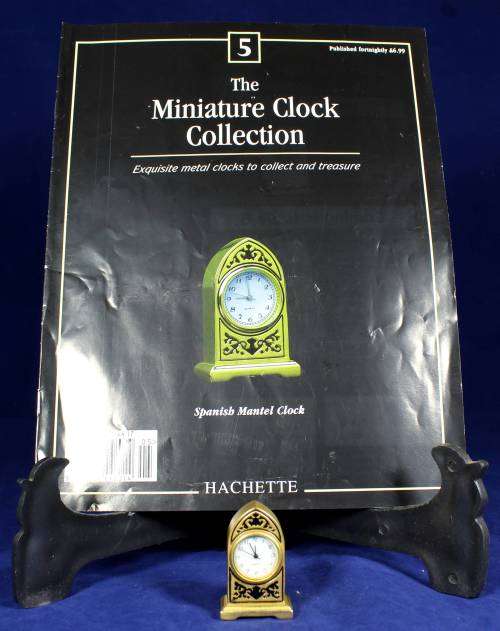 5
Published fortnightly £6.99
The
Miniature Clock
Collection
Exquisite metal clocks to collect and treasure
Spanish Mantel Clock
HACHETTE